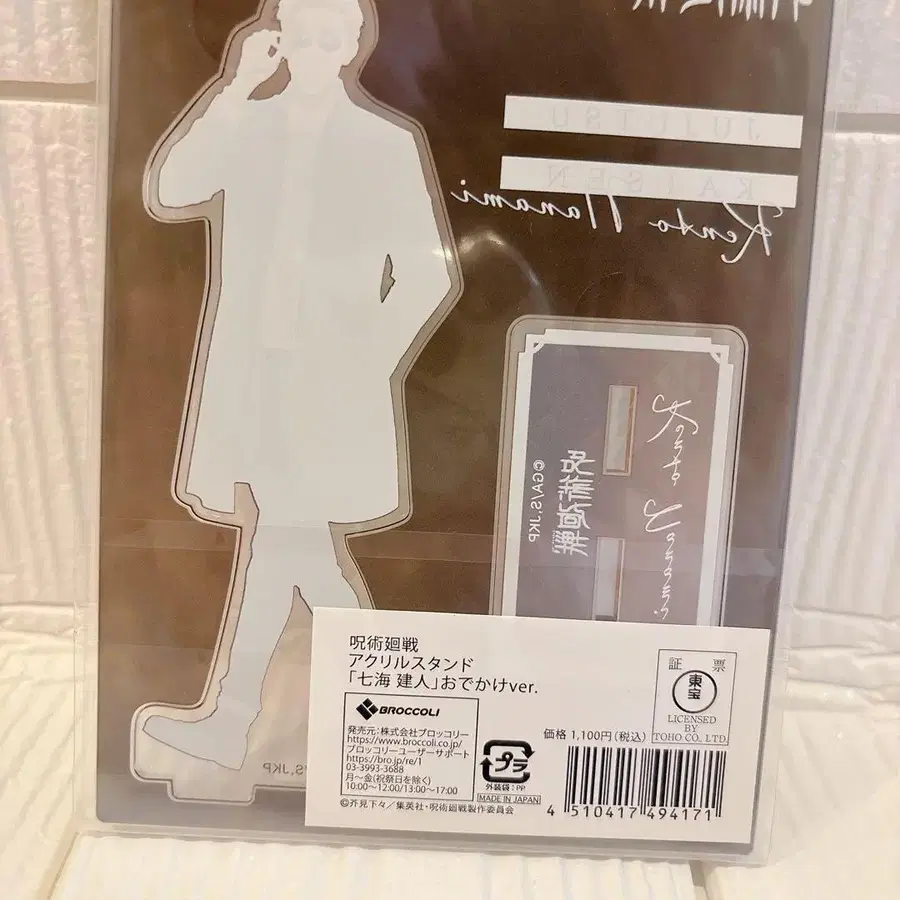 JUJUTSU
KAISEN
Kento Nanami
呪術廻戦
©GA/S,JKP
Kento Nanami
/S,JKP
呪術廻戦
アクリルスタンド
「七海 建人」おでかけver.
BROCCOLI
発売元:株式会社ブロッコリー
https://www.broccoli.co.jp/
ブロッコリーユーザーサポート
https://bro.jp/re/1
03-3993-3688
月~金(祝祭日を除く)
10:00~12:00/13:00~17:00
©芥見下々/集英社・呪術廻戦製作委員会
プラ
外装袋:PP
MADE IN JAPAN
証 票
東宝
LICENSED
BY
TOHO CO., LTD.
価格 1,100円(税込)
4 510417 494171